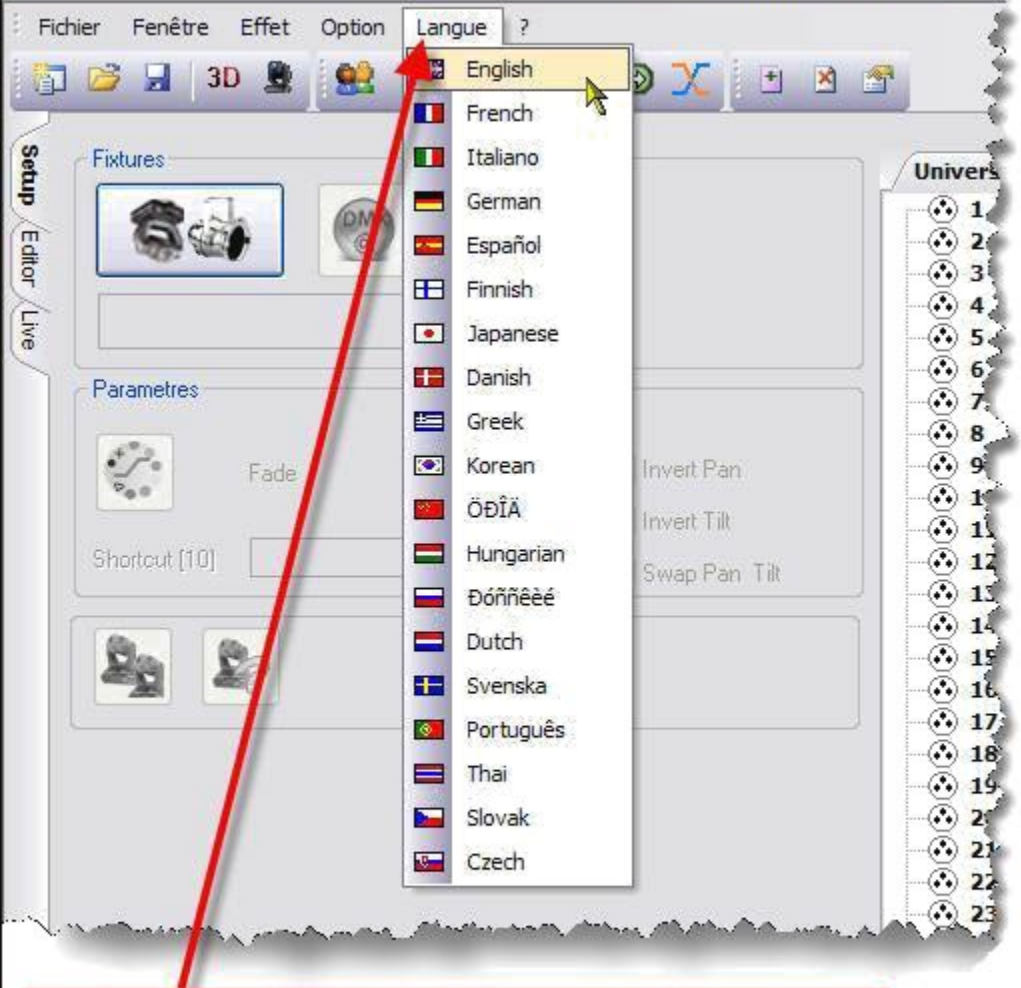 Fichier Fenêtre Effet Option Langue ?
3D
English
French
Italiano
German
Español
Finnish
Japanese
Danish
Greek
Korean
ÖÐÎÄ
Hungarian
Ðóññêèé
Dutch
Svenska
Português
Thai
Slovak
Czech
Setup
Editor
Live
Fixtures
DMX
Parametres
Fade
Shortcut [10]
Invert Pan
Invert Tilt
Swap Pan Tilt
1
2
3
4
5
6
7
8
9
12
13
14
15
16
17
18
19
21
22
23